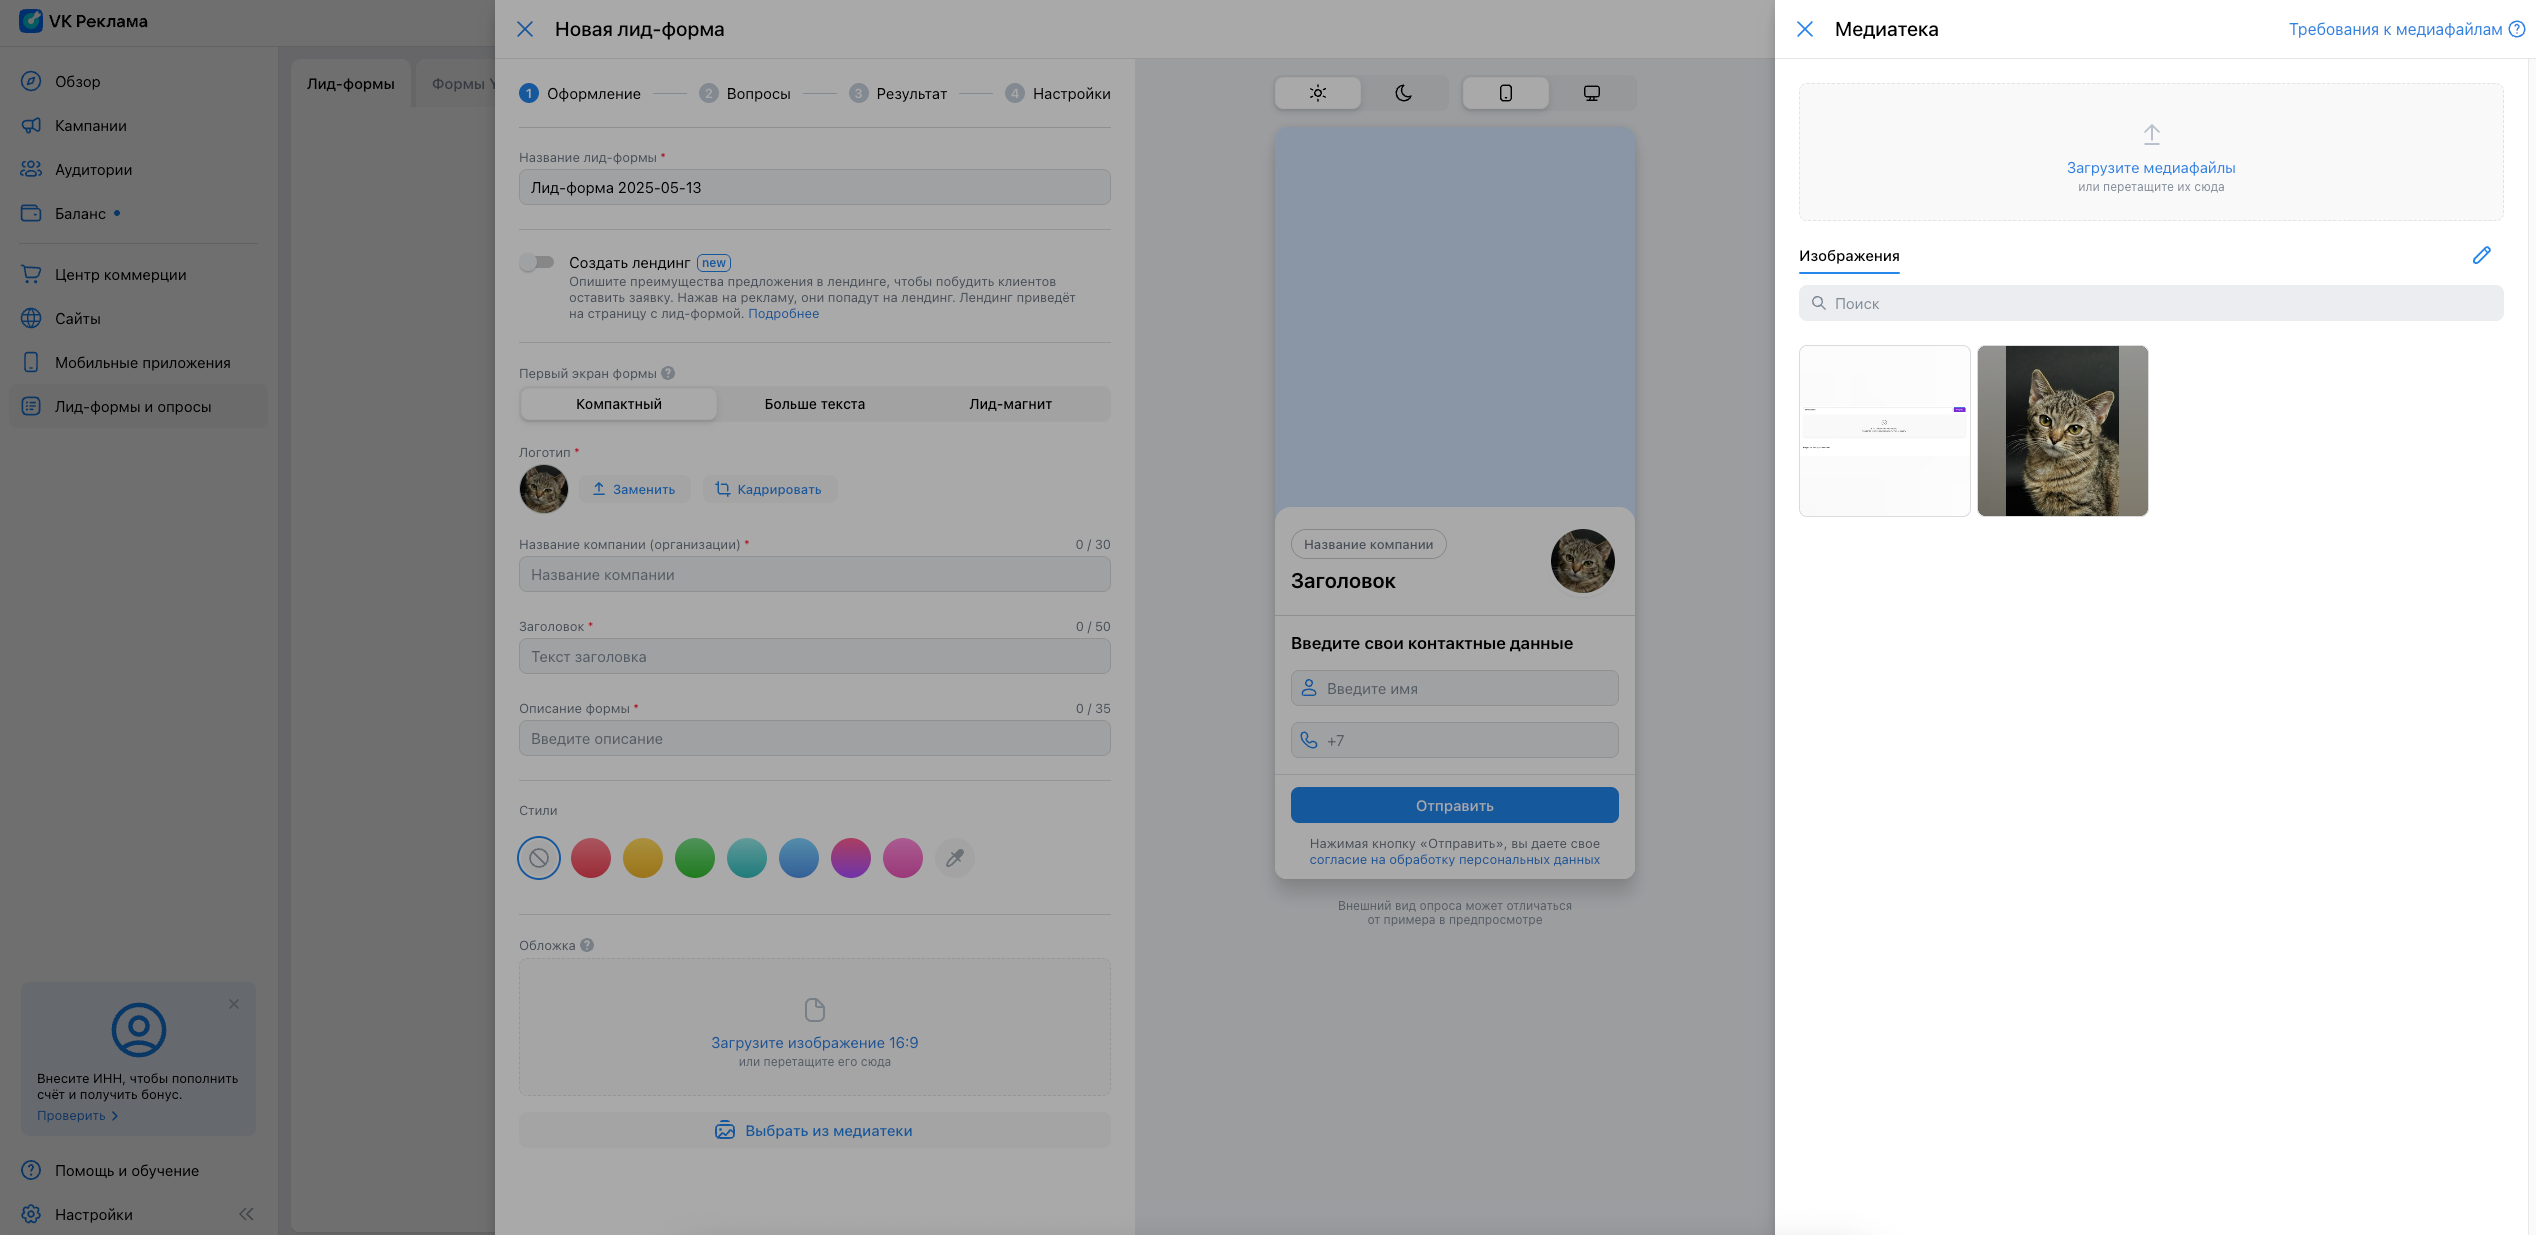 VK Реклама
Обзор
Кампании
Аудитории
Баланс
Центр коммерции
Сайты
Мобильные приложения
Лид-формы и опросы
Внесите ИНН, чтобы пополнить
счёт и получить бонус.
Проверить
Помощь и обучение
Настройки
Лид-формы
Формы
Новая лид-форма
1 Оформление
2 Вопросы
3 Результат
4 Настройки
Название лид-формы *
Лид-форма 2025-05-13
Создать лендинг new
Опишите преимущества предложения в лендинге, чтобы побудить клиентов
оставить заявку. Нажав на рекламу, они попадут на лендинг. Лендинг приведёт
на страницу с лид-формой. Подробнее
Первый экран формы ?
Компактный
Больше текста
Лид-магнит
Логотип *
Заменить
Кадрировать
Название компании (организации) * 0 / 30
Название компании
Заголовок * 0 / 50
Текст заголовка
Описание формы * 0 / 35
Введите описание
Стили
Обложка ?
Загрузите изображение 16:9
или перетащите его сюда
Выбрать из медиатеки
Название компании
Заголовок
Введите свои контактные данные
Введите имя
+7
Отправить
Нажимая кнопку «Отправить», вы даете свое
согласие на обработку персональных данных
Внешний вид опроса может отличаться
от примера в предпросмотре
Медиатека
Требования к медиафайлам ?
Загрузите медиафайлы
или перетащите их сюда
Изображения
Поиск